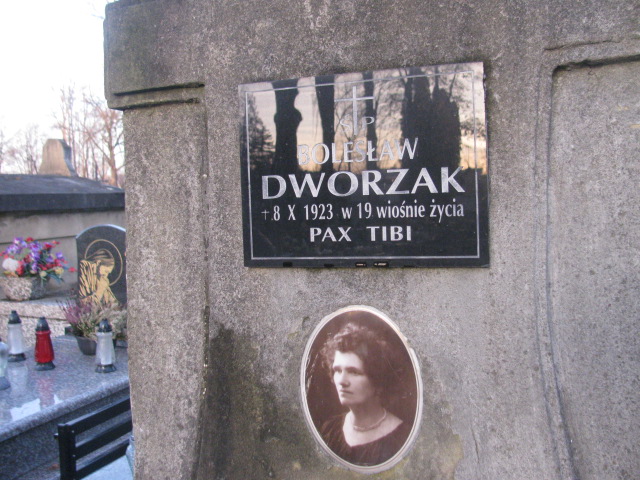 BOLESŁAW
DWORZAK
+ 8 X 1923 w 19 wiośnie życia
PAX TIBI